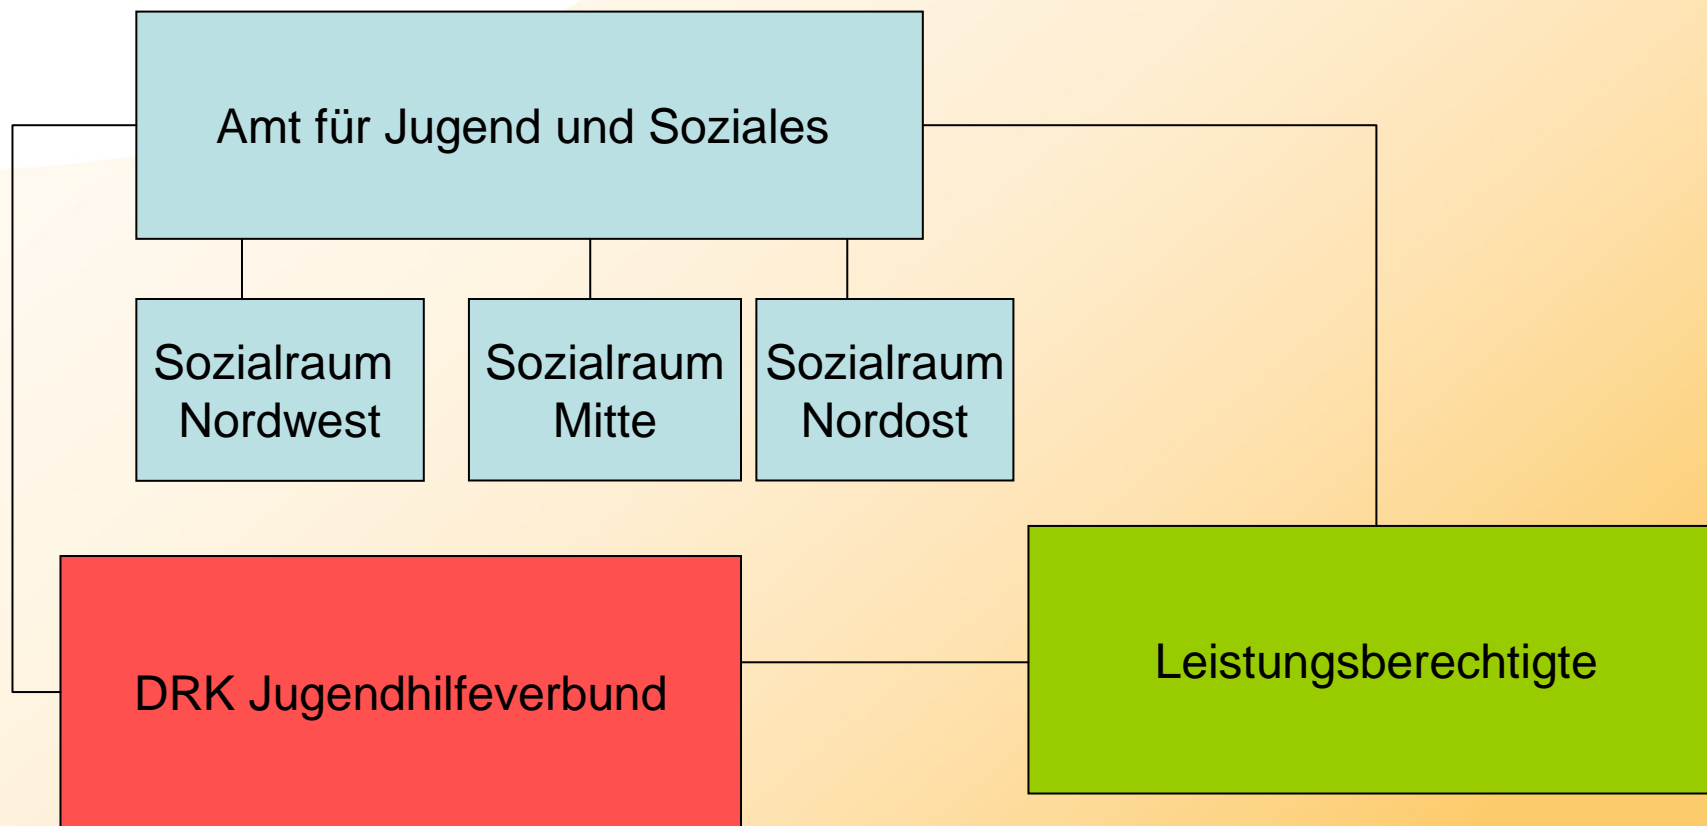 Amt für Jugend und Soziales
Sozialraum
Nordwest
Sozialraum
Mitte
Sozialraum
Nordost
DRK Jugendhilfeverbund
Leistungsberechtigte